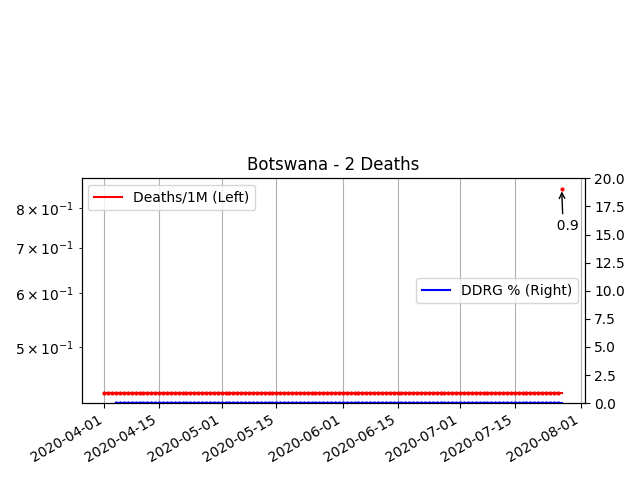 Botswana - 2 Deaths
Deaths/1M (Left)
DDRG % (Right)
0.9
8 × 10⁻¹
7 × 10⁻¹
6 × 10⁻¹
5 × 10⁻¹
20.0
17.5
15.0
12.5
10.0
7.5
5.0
2.5
0.0
2020-04-01
2020-04-15
2020-05-01
2020-05-15
2020-06-01
2020-06-15
2020-07-01
2020-07-15
2020-08-01